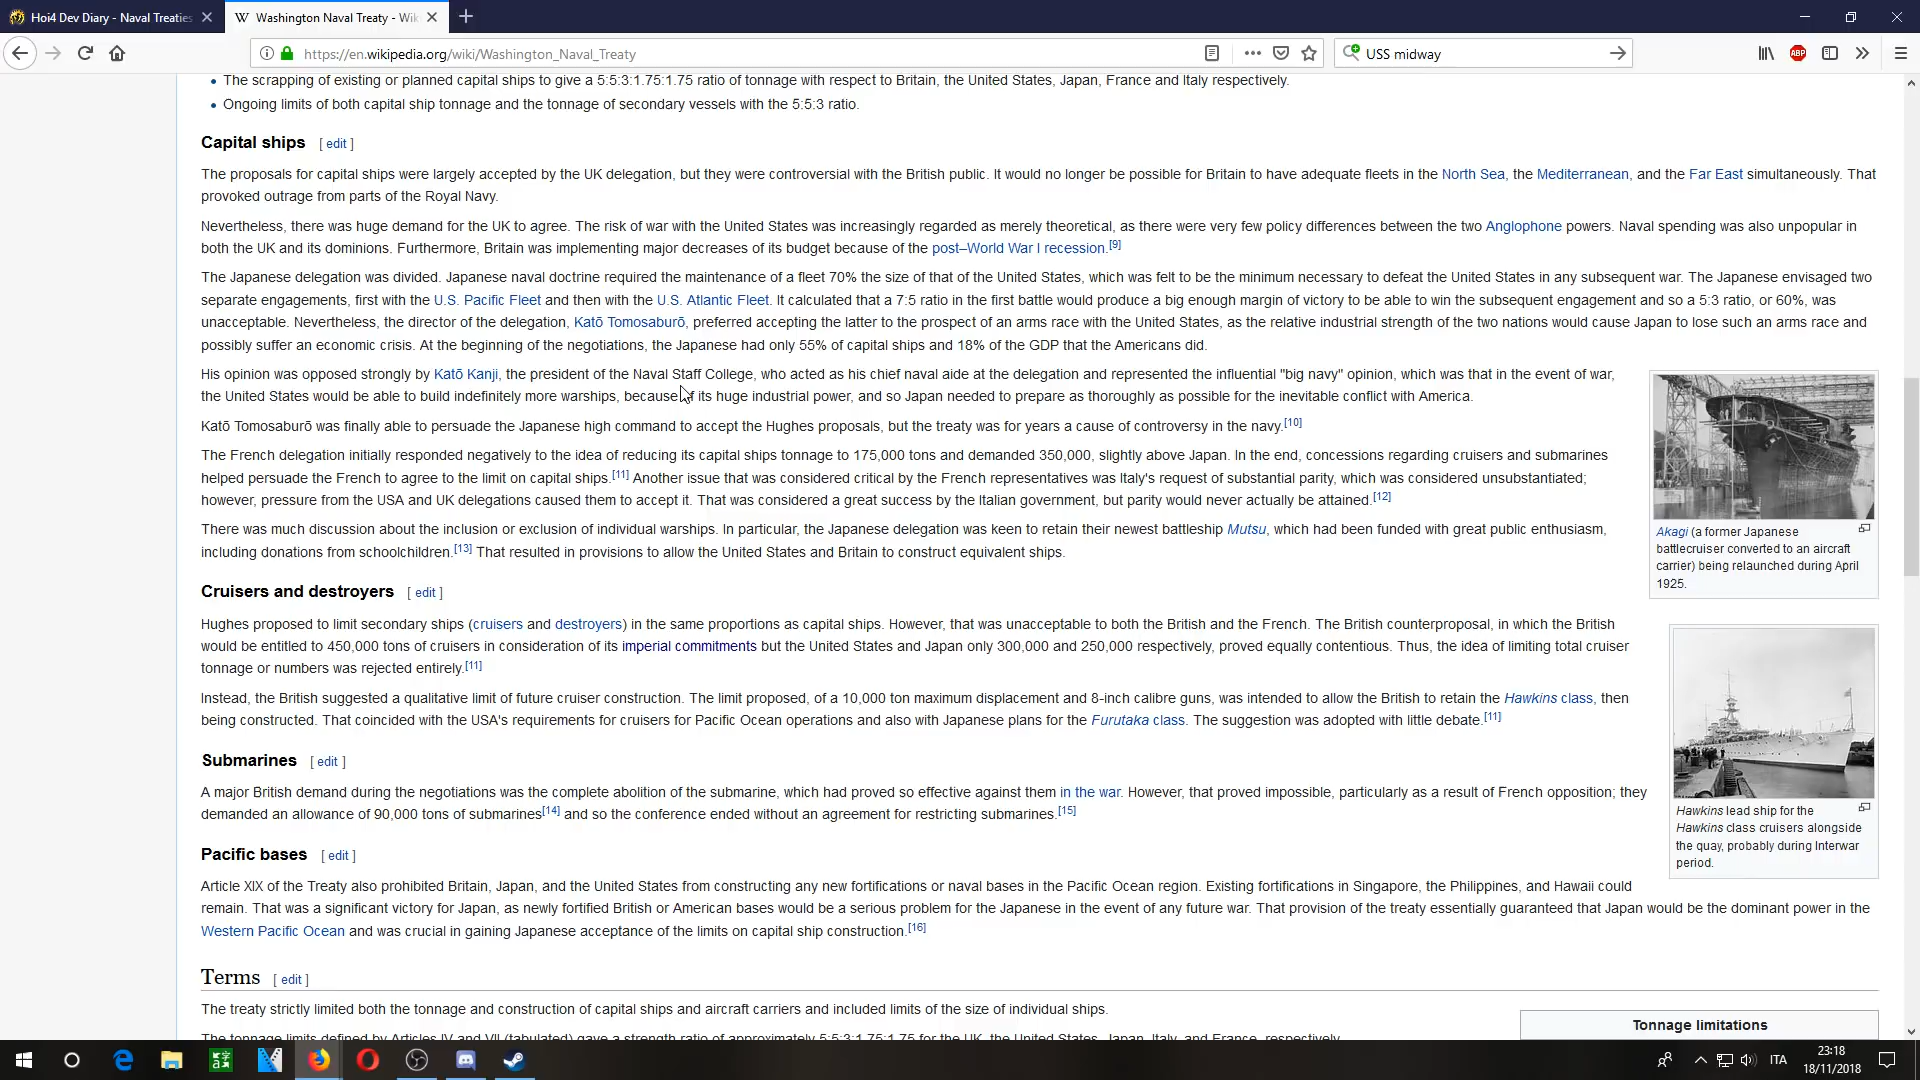 Hoi4 Dev Diary - Naval Treaties
W Washington Naval Treaty - Wik
https://en.wikipedia.org/wiki/Washington_Naval_Treaty
USS midway
ABP
• The scrapping of existing or planned capital ships to give a 5:5:3:1.75:1.75 ratio of tonnage with respect to Britain, the United States, Japan, France and Italy respectively.
• Ongoing limits of both capital ship tonnage and the tonnage of secondary vessels with the 5:5:3 ratio.
Capital ships [ edit ]
The proposals for capital ships were largely accepted by the UK delegation, but they were controversial with the British public. It would no longer be possible for Britain to have adequate fleets in the North Sea, the Mediterranean, and the Far East simultaneously. That
provoked outrage from parts of the Royal Navy.
Nevertheless, there was huge demand for the UK to agree. The risk of war with the United States was increasingly regarded as merely theoretical, as there were very few policy differences between the two Anglophone powers. Naval spending was also unpopular in
both the UK and its dominions. Furthermore, Britain was implementing major decreases of its budget because of the post–World War I recession.[9]
The Japanese delegation was divided. Japanese naval doctrine required the maintenance of a fleet 70% the size of that of the United States, which was felt to be the minimum necessary to defeat the United States in any subsequent war. The Japanese envisaged two
separate engagements, first with the U.S. Pacific Fleet and then with the U.S. Atlantic Fleet. It calculated that a 7:5 ratio in the first battle would produce a big enough margin of victory to be able to win the subsequent engagement and so a 5:3 ratio, or 60%, was
unacceptable. Nevertheless, the director of the delegation, Katō Tomosaburō, preferred accepting the latter to the prospect of an arms race with the United States, as the relative industrial strength of the two nations would cause Japan to lose such an arms race and
possibly suffer an economic crisis. At the beginning of the negotiations, the Japanese had only 55% of capital ships and 18% of the GDP that the Americans did.
His opinion was opposed strongly by Katō Kanji, the president of the Naval Staff College, who acted as his chief naval aide at the delegation and represented the influential "big navy" opinion, which was that in the event of war,
the United States would be able to build indefinitely more warships, because of its huge industrial power, and so Japan needed to prepare as thoroughly as possible for the inevitable conflict with America.
Katō Tomosaburō was finally able to persuade the Japanese high command to accept the Hughes proposals, but the treaty was for years a cause of controversy in the navy.[10]
The French delegation initially responded negatively to the idea of reducing its capital ships tonnage to 175,000 tons and demanded 350,000, slightly above Japan. In the end, concessions regarding cruisers and submarines
helped persuade the French to agree to the limit on capital ships.[11] Another issue that was considered critical by the French representatives was Italy's request of substantial parity, which was considered unsubstantiated;
however, pressure from the USA and UK delegations caused them to accept it. That was considered a great success by the Italian government, but parity would never actually be attained.[12]
There was much discussion about the inclusion or exclusion of individual warships. In particular, the Japanese delegation was keen to retain their newest battleship Mutsu, which had been funded with great public enthusiasm,
including donations from schoolchildren.[13] That resulted in provisions to allow the United States and Britain to construct equivalent ships.
Akagi (a former Japanese
battlecruiser converted to an aircraft
carrier) being relaunched during April
1925.
Cruisers and destroyers [ edit ]
Hughes proposed to limit secondary ships (cruisers and destroyers) in the same proportions as capital ships. However, that was unacceptable to both the British and the French. The British counterproposal, in which the British
would be entitled to 450,000 tons of cruisers in consideration of its imperial commitments but the United States and Japan only 300,000 and 250,000 respectively, proved equally contentious. Thus, the idea of limiting total cruiser
tonnage or numbers was rejected entirely.[11]
Instead, the British suggested a qualitative limit of future cruiser construction. The limit proposed, of a 10,000 ton maximum displacement and 8-inch calibre guns, was intended to allow the British to retain the Hawkins class, then
being constructed. That coincided with the USA's requirements for cruisers for Pacific Ocean operations and also with Japanese plans for the Furutaka class. The suggestion was adopted with little debate.[11]
Hawkins lead ship for the
Hawkins class cruisers alongside
the quay, probably during Interwar
period.
Submarines [ edit ]
A major British demand during the negotiations was the complete abolition of the submarine, which had proved so effective against them in the war. However, that proved impossible, particularly as a result of French opposition; they
demanded an allowance of 90,000 tons of submarines[14] and so the conference ended without an agreement for restricting submarines.[15]
Pacific bases [ edit ]
Article XIX of the Treaty also prohibited Britain, Japan, and the United States from constructing any new fortifications or naval bases in the Pacific Ocean region. Existing fortifications in Singapore, the Philippines, and Hawaii could
remain. That was a significant victory for Japan, as newly fortified British or American bases would be a serious problem for the Japanese in the event of any future war. That provision of the treaty essentially guaranteed that Japan would be the dominant power in the
Western Pacific Ocean and was crucial in gaining Japanese acceptance of the limits on capital ship construction.[16]
Terms [ edit ]
The treaty strictly limited both the tonnage and construction of capital ships and aircraft carriers and included limits of the size of individual ships.
Tonnage limitations
The tonnage limits defined by Articles IV and VII (tabulated) gave a strength ratio of approximately 5:5:3:1.75:1.75 for the UK, the United States, Japan, Italy, and France, respectively.
ITA
23:18
18/11/2018